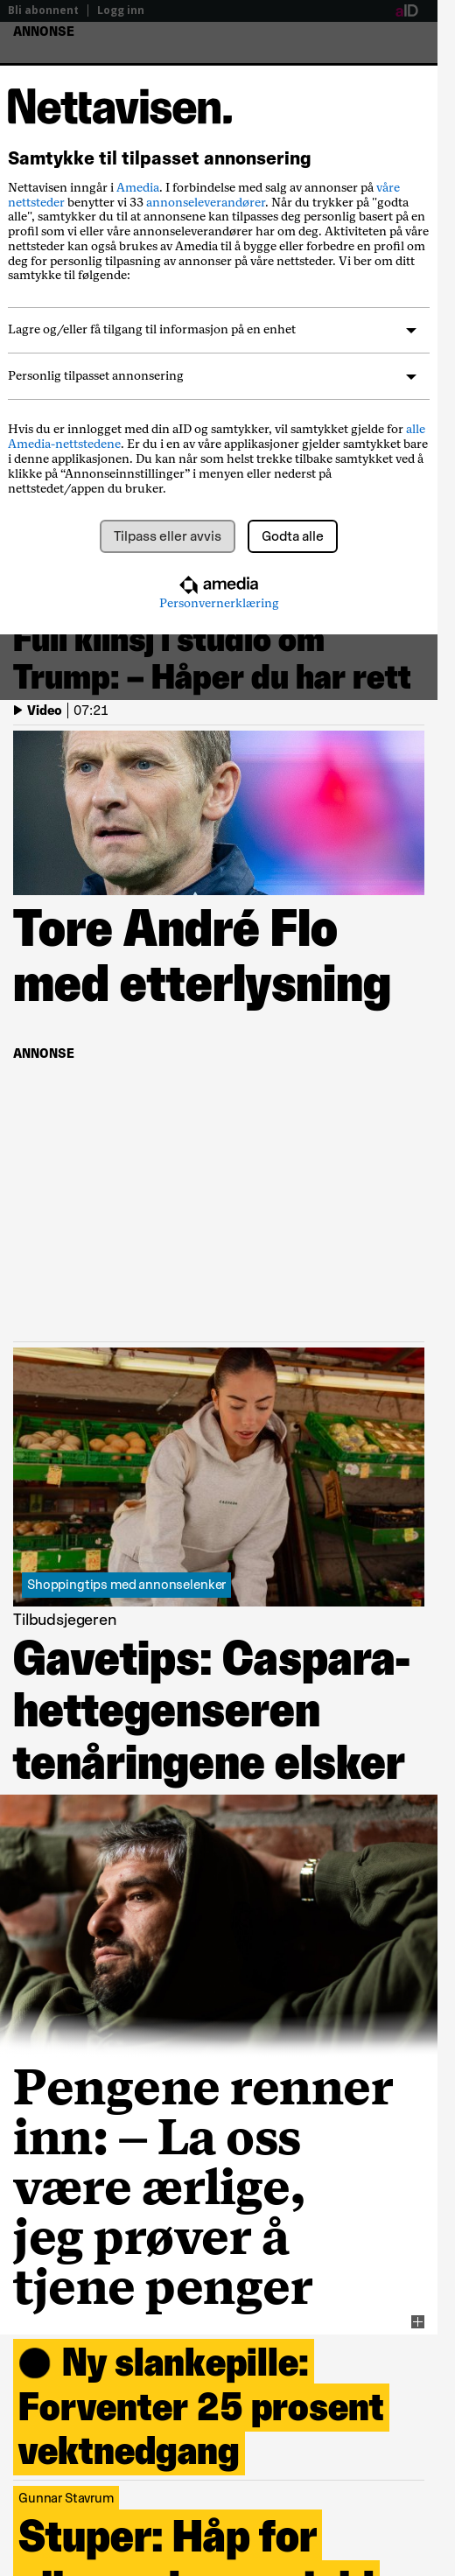 Bli abonnent | Logg inn
aID
ANNONSE
Nettavisen.
Samtykke til tilpasset annonsering
Nettavisen inngår i Amedia. I forbindelse med salg av annonser på våre
nettsteder benytter vi 33 annonseleverandører. Når du trykker på "godta
alle", samtykker du til at annonsene kan tilpasses deg personlig basert på en
profil som vi eller våre annonseleverandører har om deg. Aktiviteten på våre
nettsteder kan også brukes av Amedia til å bygge eller forbedre en profil om
deg for personlig tilpasning av annonser på våre nettsteder. Vi ber om ditt
samtykke til følgende:
Lagre og/eller få tilgang til informasjon på en enhet
Personlig tilpasset annonsering
Hvis du er innlogget med din aID og samtykker, vil samtykket gjelde for alle
Amedia-nettstedene. Er du i en av våre applikasjoner gjelder samtykket bare
i denne applikasjonen. Du kan når som helst trekke tilbake samtykket ved å
klikke på “Annonseinnstillinger” i menyen eller nederst på
nettstedet/appen du bruker.
Tilpass eller avvis
Godta alle
amedia
Personvernerklæring
Full klinsj i studio om
Trump: – Håper du har rett
Video | 07:21
Tore André Flo
med etterlysning
ANNONSE
Shoppingtips med annonselenker
Tilbudsjegeren
Gavetips: Caspara-
hettegenseren
tenåringene elsker
Pengene renner
inn: – La oss
være ærlige,
jeg prøver å
tjene penger
Ny slankepille:
Forventer 25 prosent
vektnedgang
Gunnar Stavrum
Stuper: Håp for